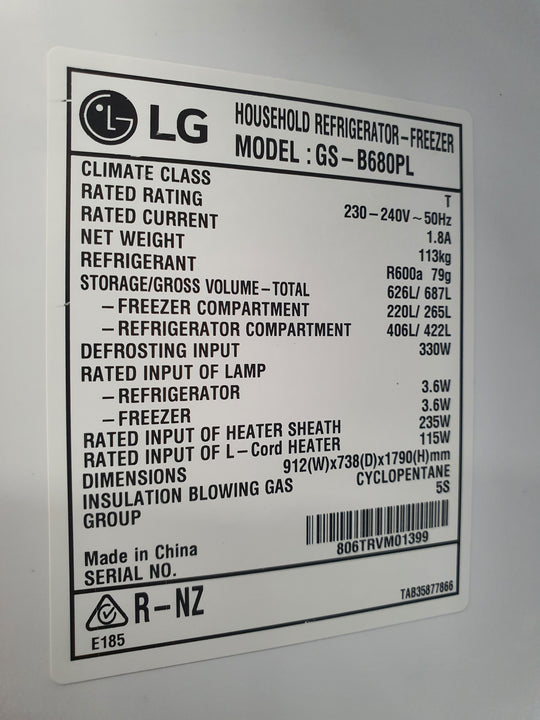 LG
HOUSEHOLD REFRIGERATOR-FREEZER
MODEL : GS-B680PL
CLIMATE CLASS T
RATED RATING 230-240V~50Hz
RATED CURRENT 1.8A
NET WEIGHT 113kg
REFRIGERANT R600a 79g
STORAGE/GROSS VOLUME-TOTAL 626L/ 687L
-FREEZER COMPARTMENT 220L/ 265L
-REFRIGERATOR COMPARTMENT 406L/ 422L
DEFROSTING INPUT 330W
RATED INPUT OF LAMP
-REFRIGERATOR 3.6W
-FREEZER 3.6W
RATED INPUT OF HEATER SHEATH 235W
RATED INPUT OF L-Cord HEATER 115W
DIMENSIONS 912(W)x738(D)x1790(H)mm
INSULATION BLOWING GAS CYCLOPENTANE
GROUP 5S
Made in China
SERIAL NO. 806TRVM01399
R-NZ
E185
TAB35877866